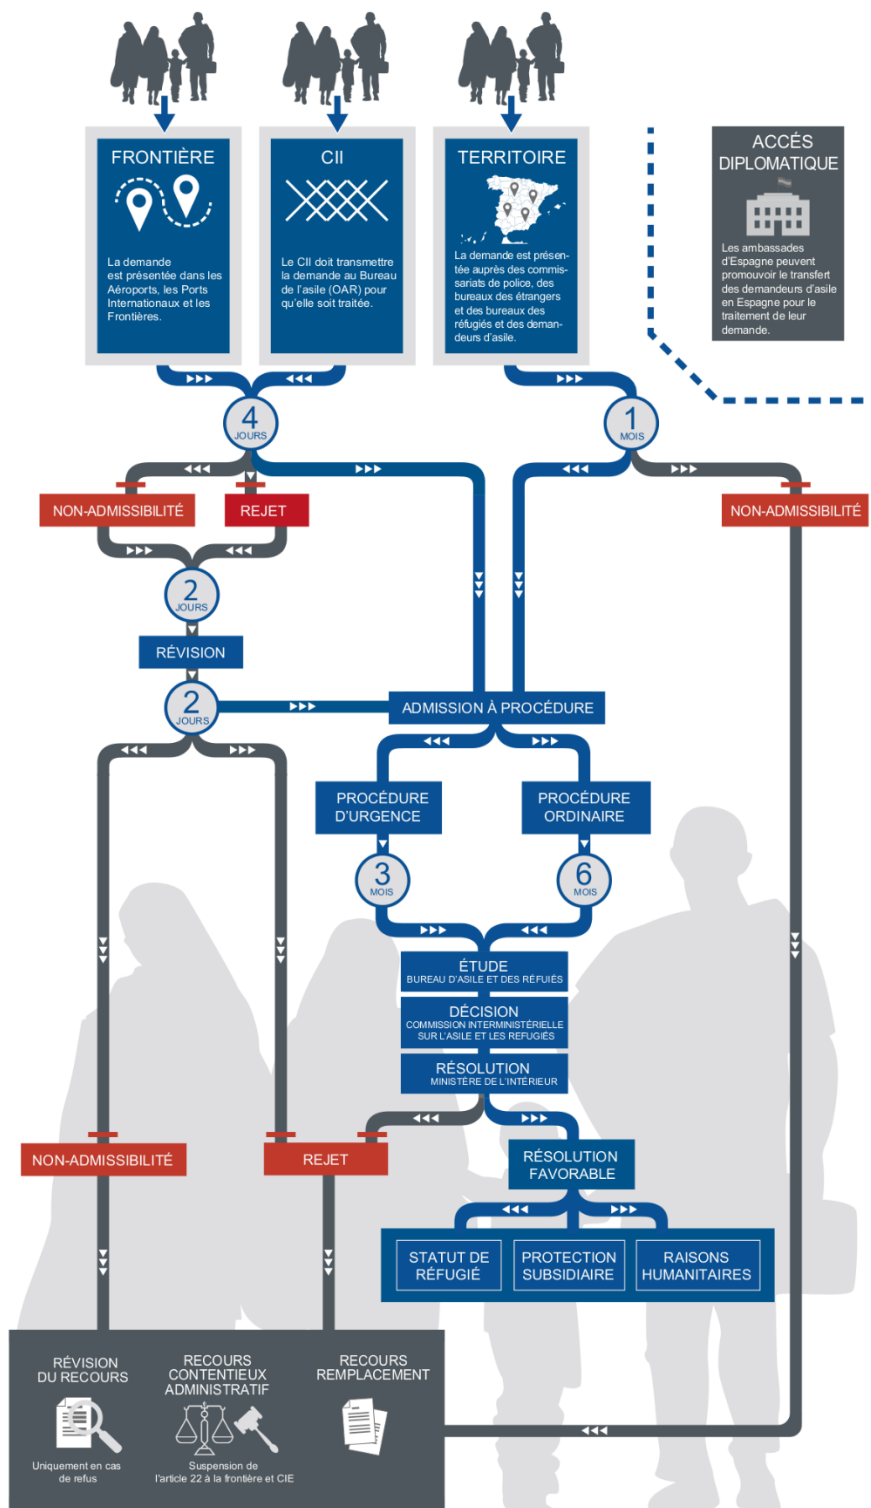 FRONTIÈRE
La demande
est présentée dans les
Aéroports, les Ports
Internationaux et les
Frontières.
CII
Le CII doit transmettre
la demande au Bureau
de l'asile (OAR) pour
qu'elle soit traitée.
TERRITOIRE
La demande est présen-
tée auprès des commis-
sariats de police, des
bureaux des étrangers
et des bureaux des
réfugiés et des deman-
deurs d'asile.
ACCÉS
DIPLOMATIQUE
Les ambassades
d'Espagne peuvent
promouvoir le transfert
des demandeurs d'asile
en Espagne pour le
traitement de leur
demande.
4
JOURS
1
MOIS
NON-ADMISSIBILITÉ
REJET
NON-ADMISSIBILITÉ
2
JOURS
RÉVISION
2
JOURS
ADMISSION À PROCÉDURE
PROCÉDURE
D'URGENCE
PROCÉDURE
ORDINAIRE
3
MOIS
6
MOIS
ÉTUDE
BUREAU D'ASILE ET DES RÉFUIÉS
DÉCISION
COMMISSION INTERMINISTÉRIELLE
SUR L'ASILE ET LES REFUGIÉS
RÉSOLUTION
MINISTÈRE DE L'INTÉRIEUR
NON-ADMISSIBILITÉ
REJET
RÉSOLUTION
FAVORABLE
STATUT DE
RÉFUGIÉ
PROTECTION
SUBSIDIAIRE
RAISONS
HUMANITAIRES
RÉVISION
DU RECOURS
Uniquement en cas
de refus
RECOURS
CONTENTIEUX
ADMINISTRATIF
Suspension de
l'article 22 à la frontière et CIE
RECOURS
REMPLACEMENT